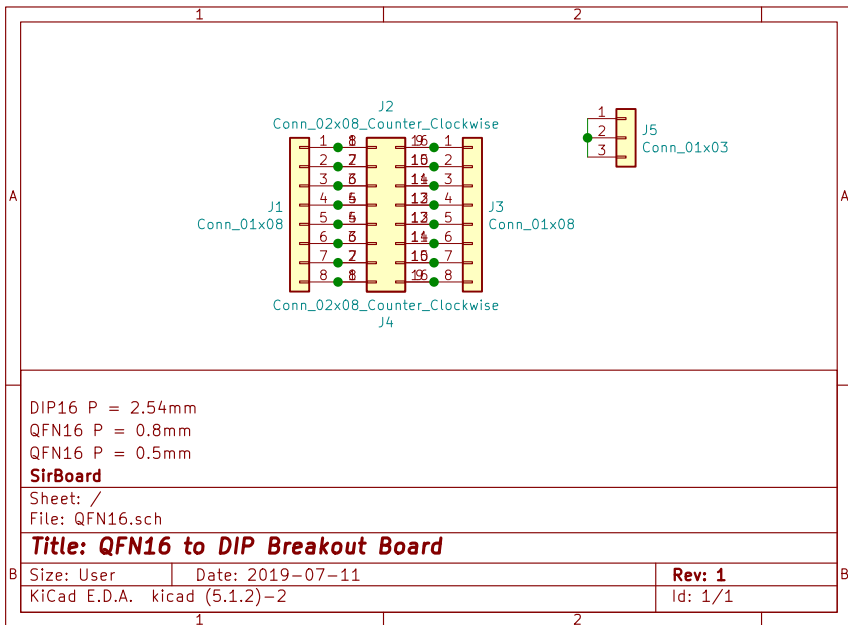 1 2
J2
Conn_02x08_Counter_Clockwise
1 16 1
2 2
3 3
4 4
5 5
6 6
7 7
8 8
J1
Conn_01x08
J3
Conn_01x08
Conn_02x08_Counter_Clockwise
J4
1
2
3
J5
Conn_01x03
A A
DIP16 P = 2.54mm
QFN16 P = 0.8mm
QFN16 P = 0.5mm
SirBoard
Sheet: /
File: QFN16.sch
Title: QFN16 to DIP Breakout Board
B B
Size: User Date: 2019-07-11 Rev: 1
KiCad E.D.A. kicad (5.1.2)-2 Id: 1/1
1 2